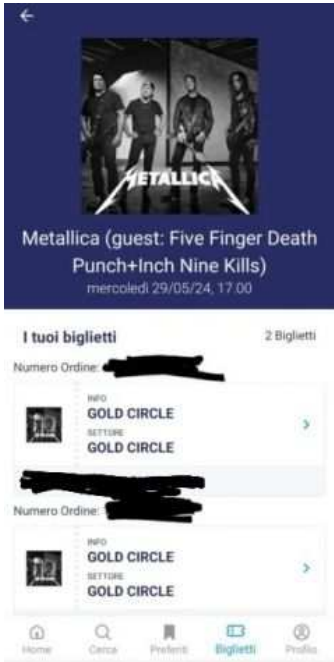 METALLICA
Metallica (guest: Five Finger Death
Punch+Inch Nine Kills)
mercoledì 29/05/24, 17.00
I tuoi biglietti
2 Biglietti
Numero Ordine:
INFO
GOLD CIRCLE
SETTORE
GOLD CIRCLE
Numero Ordine:
INFO
GOLD CIRCLE
SETTORE
GOLD CIRCLE
Home
Cerca
Preferiti
Biglietti
Profilo